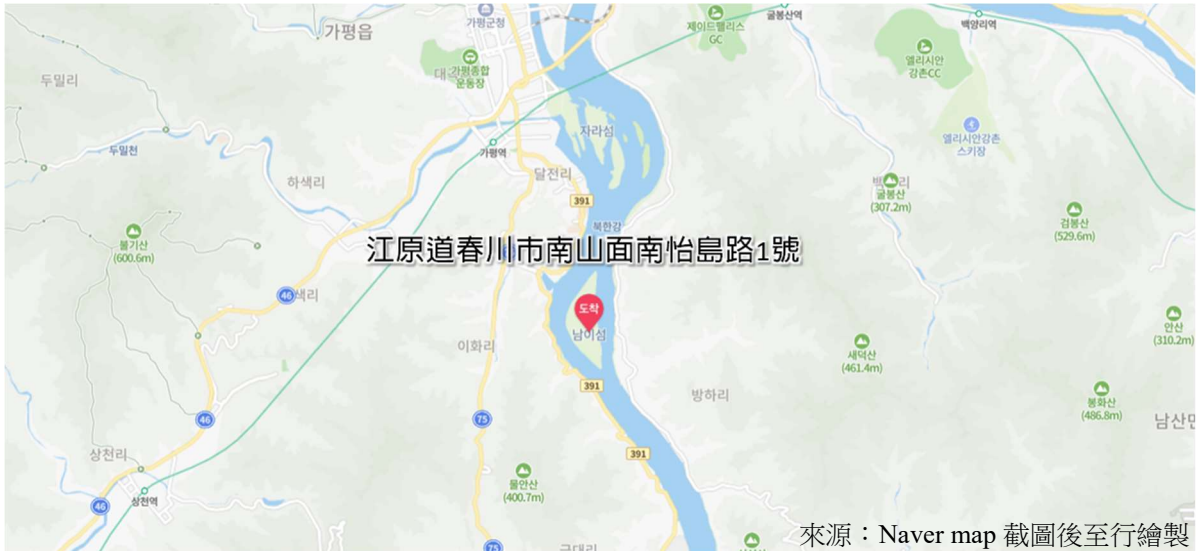 가평군청
굴봉산역
백양리역
가평읍
제이드팰리스
GC
엘리시안
강촌CC
두밀리
가평종합
운동장
자라섬
엘리시안강촌
스키장
두밀천
가평역
하색리
달전리
391
굴봉산
(307.2m)
검봉산
(529.6m)
북한강
불기산
(600.6m)
江原道春川市南山面南怡島路1號
46
색리
도착
남이섬
안산
(310.2m)
이화리
새덕산
(461.4m)
391
방하리
봉화산
(486.8m)
46
75
남산면
상천리
391
물안산
(400.7m)
46
상천역
75
來源：Naver map 截圖後至行繪製